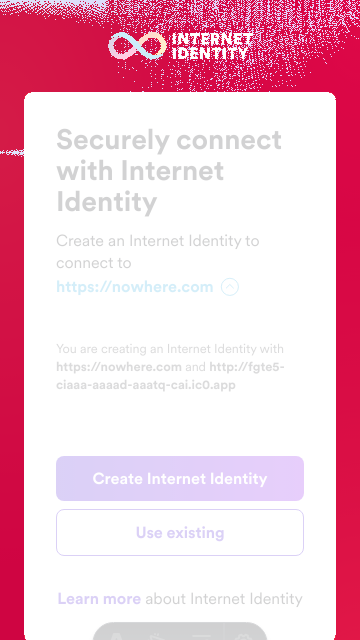 INTERNET
IDENTITY
Securely connect
with Internet
Identity
Create an Internet Identity to
connect to
https://nowhere.com
You are creating an Internet Identity with
https://nowhere.com and http://fgte5-
ciaaa-aaaad-aaatq-cai.ic0.app
Create Internet Identity
Use existing
Learn more about Internet Identity